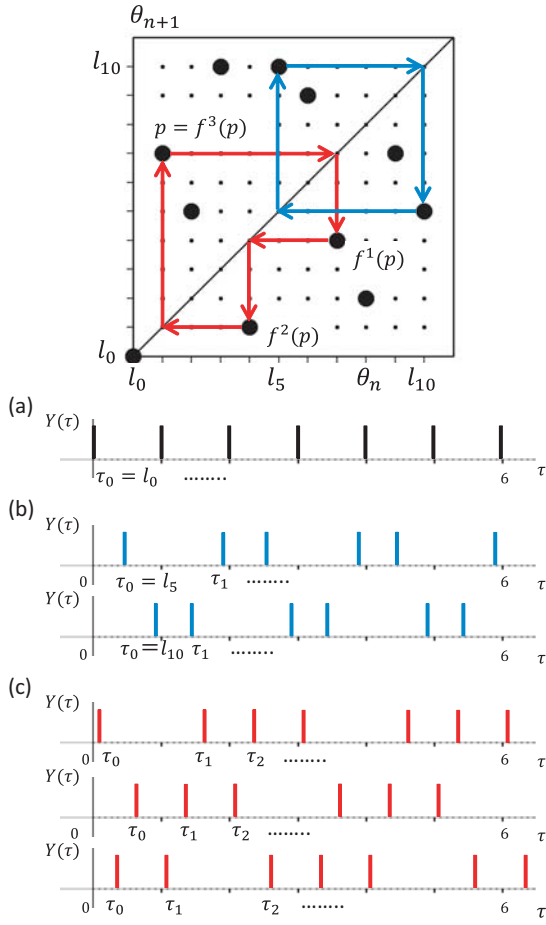 θₙ₊₁
l₁₀
p = f³(p)
f¹(p)
f²(p)
l₀
l₀ l₅ θₙ l₁₀
(a)
Y(τ)
τ₀ = l₀ ........ 6 τ
(b)
Y(τ)
0 τ₀ = l₅ τ₁ ........ 6 τ
Y(τ)
0 τ₀ = l₁₀ τ₁ ........ 6 τ
(c)
Y(τ)
0 τ₀ τ₁ τ₂ ........ 6 τ
Y(τ)
0 τ₀ τ₁ τ₂ ........ 6 τ
Y(τ)
0 τ₀ τ₁ τ₂ ........ 6 τ